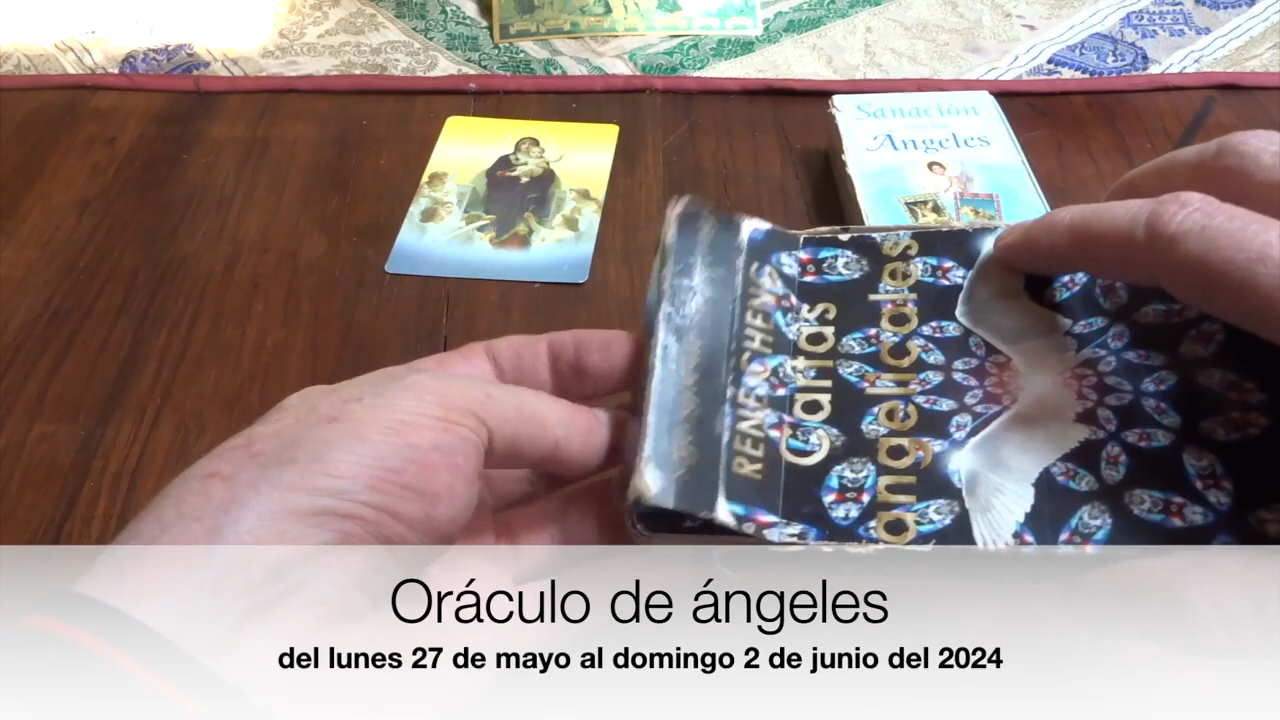 Sanación
Ángeles
RENE CHENG
Cartas
angelicales
Oráculo de ángeles
del lunes 27 de mayo al domingo 2 de junio del 2024